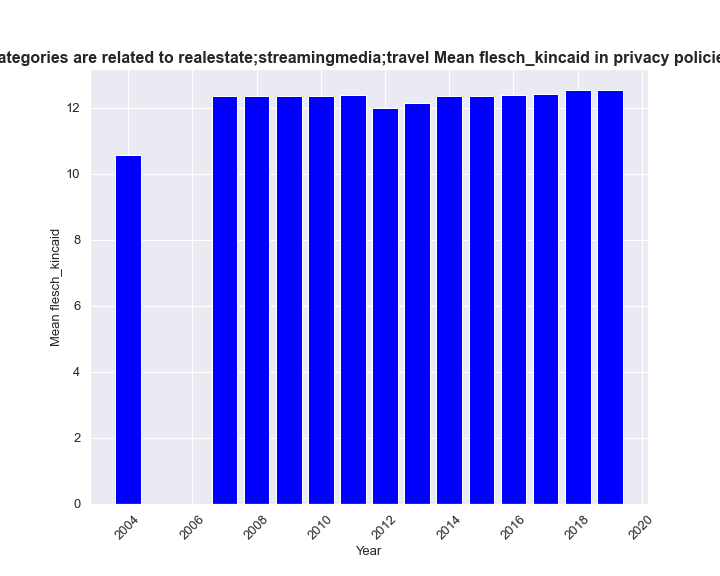 ategories are related to realestate;streamingmedia;travel Mean flesch_kincaid in privacy policie
12
10
8
6
4
2
0
Mean flesch_kincaid
2004 2006 2008 2010 2012 2014 2016 2018 2020
Year